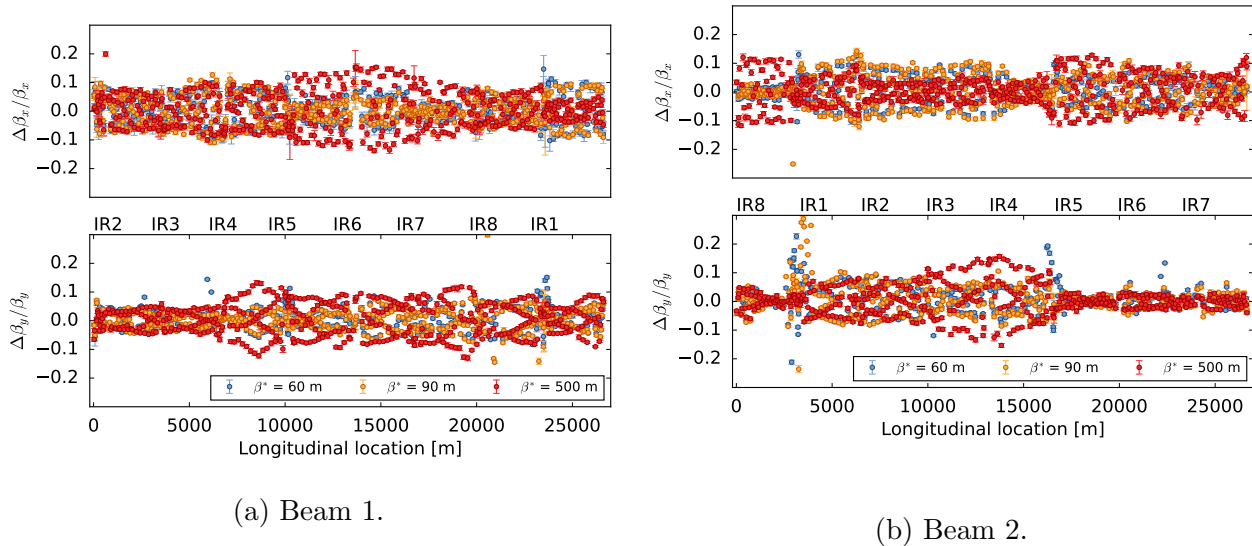 0.2
0.1
0.0
−0.1
−0.2
Δβx/βx
IR2 IR3 IR4 IR5 IR6 IR7 IR8 IR1
0.2
0.1
0.0
−0.1
−0.2
Δβy/βy
β* = 60 m β* = 90 m β* = 500 m
0 5000 10000 15000 20000 25000
Longitudinal location [m]
(a) Beam 1.
0.2
0.1
0.0
−0.1
−0.2
Δβx/βx
IR8 IR1 IR2 IR3 IR4 IR5 IR6 IR7
0.2
0.1
0.0
−0.1
−0.2
Δβy/βy
β* = 60 m β* = 90 m β* = 500 m
0 5000 10000 15000 20000 25000
Longitudinal location [m]
(b) Beam 2.